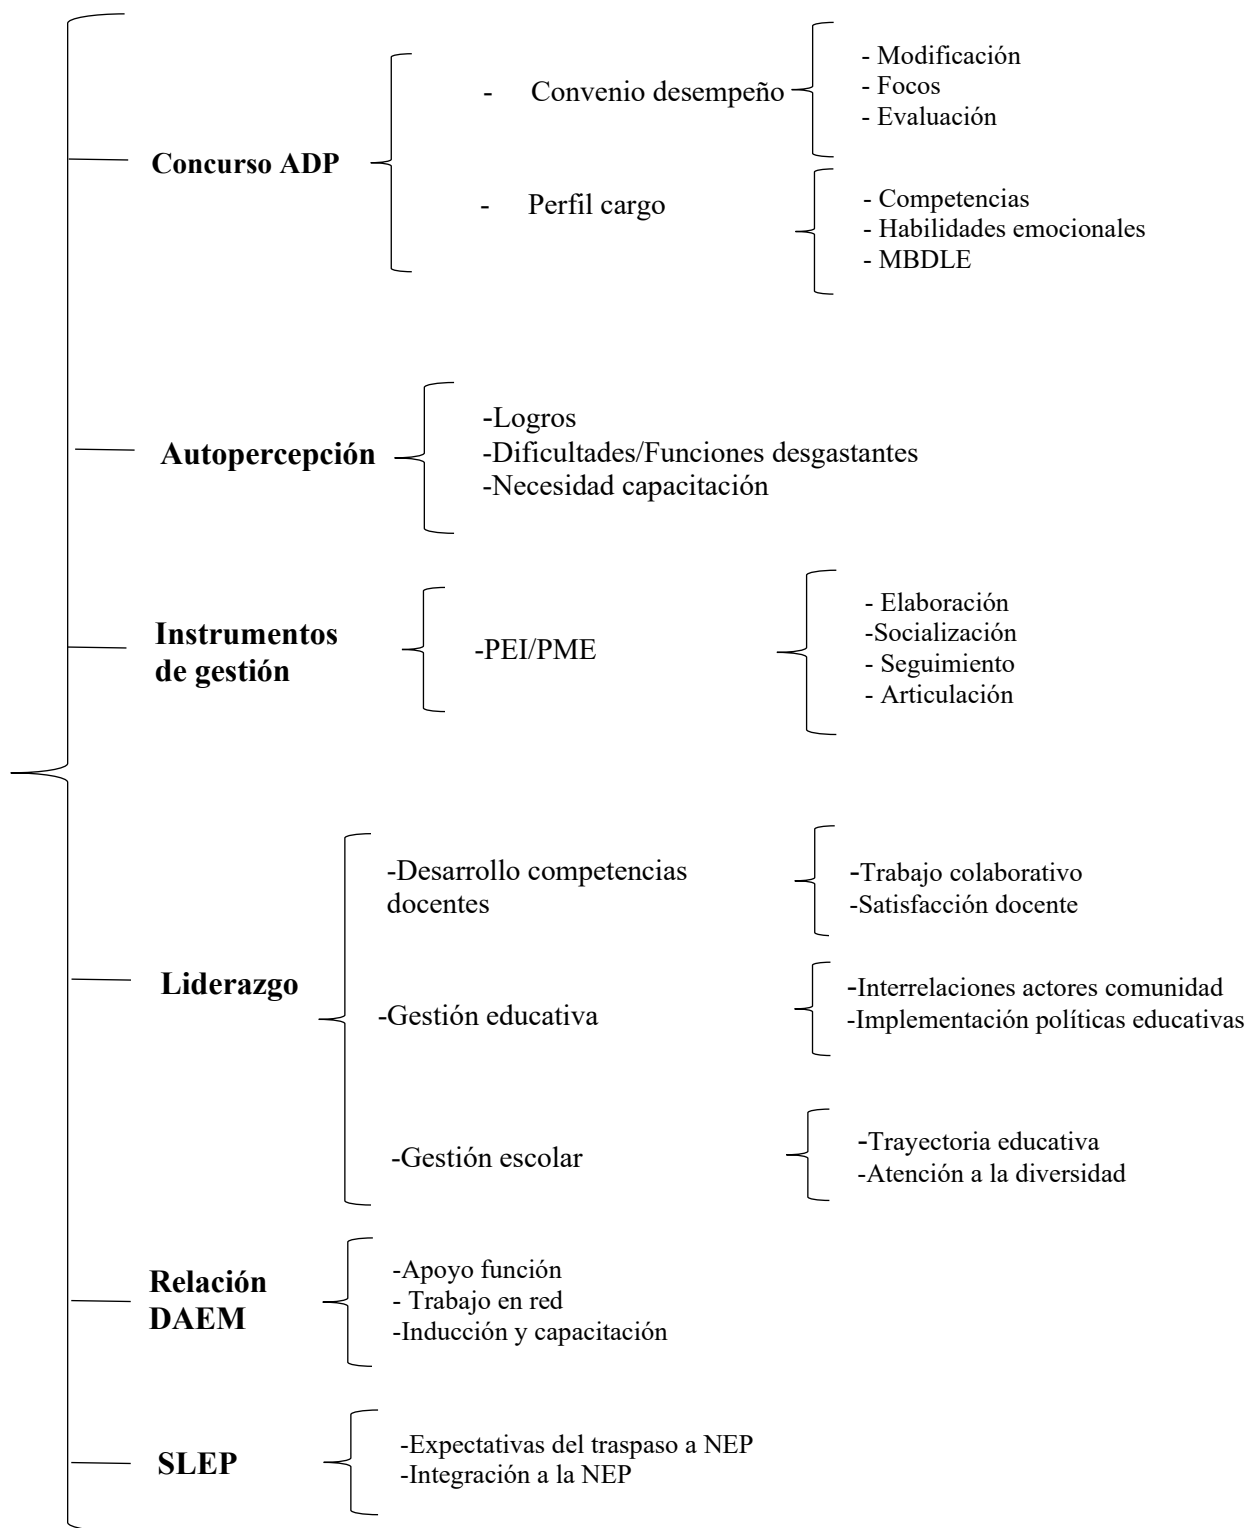 Concurso ADP
- Convenio desempeño
- Modificación
- Focos
- Evaluación
- Perfil cargo
- Competencias
- Habilidades emocionales
- MBDLE
Autopercepción
-Logros
-Dificultades/Funciones desgastantes
-Necesidad capacitación
Instrumentos
de gestión
-PEI/PME
- Elaboración
-Socialización
- Seguimiento
- Articulación
Liderazgo
-Desarrollo competencias
docentes
-Trabajo colaborativo
-Satisfacción docente
-Gestión educativa
-Interrelaciones actores comunidad
-Implementación políticas educativas
-Gestión escolar
-Trayectoria educativa
-Atención a la diversidad
Relación
DAEM
-Apoyo función
- Trabajo en red
-Inducción y capacitación
SLEP
-Expectativas del traspaso a NEP
-Integración a la NEP